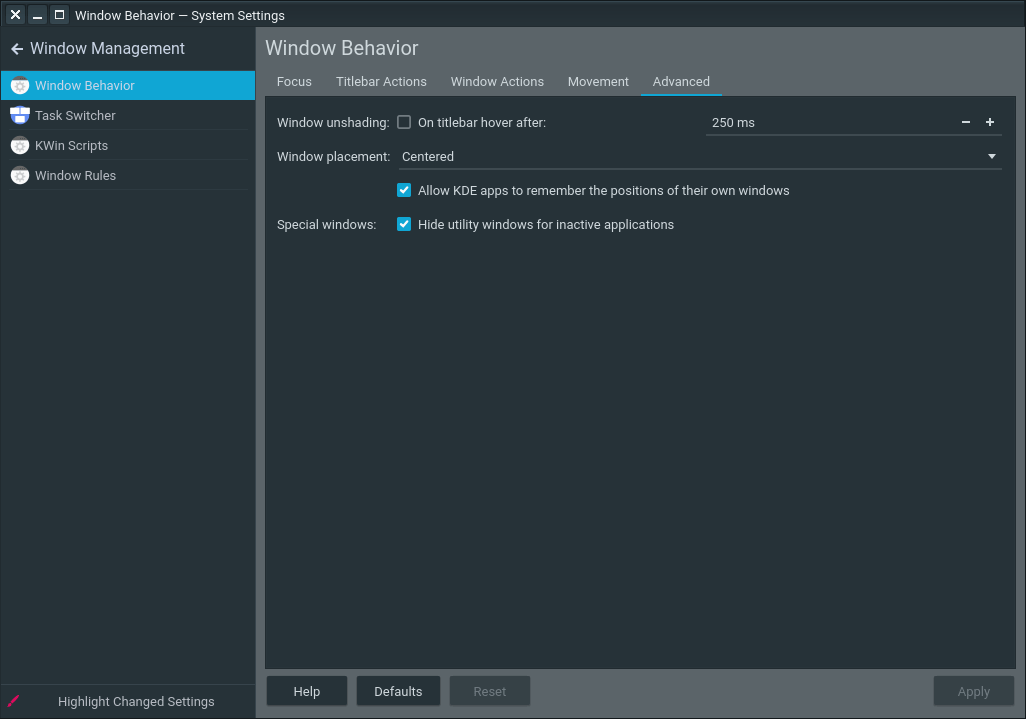 Window Behavior — System Settings
Window Management
Window Behavior
Task Switcher
KWin Scripts
Window Rules
Highlight Changed Settings
Window Behavior
Focus Titlebar Actions Window Actions Movement Advanced
Window unshading: On titlebar hover after: 250 ms
Window placement: Centered
Allow KDE apps to remember the positions of their own windows
Special windows: Hide utility windows for inactive applications
Help Defaults Reset Apply